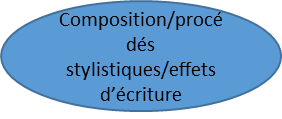 Composition/procé
dés
stylistiques/effets
d'écriture